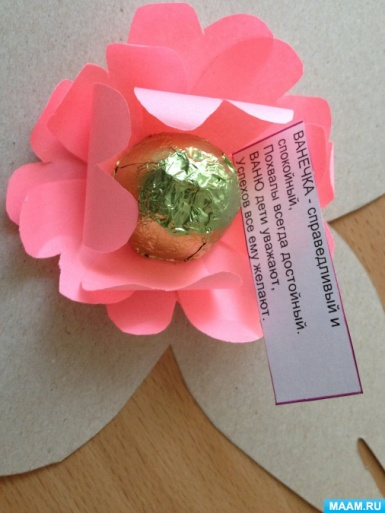 ВАНЕЧКА - справедливый и
спокойный,
Похвалы всегда достойный.
ВАНЮ дети уважают,
Успехов все ему желают.
MAAM.RU